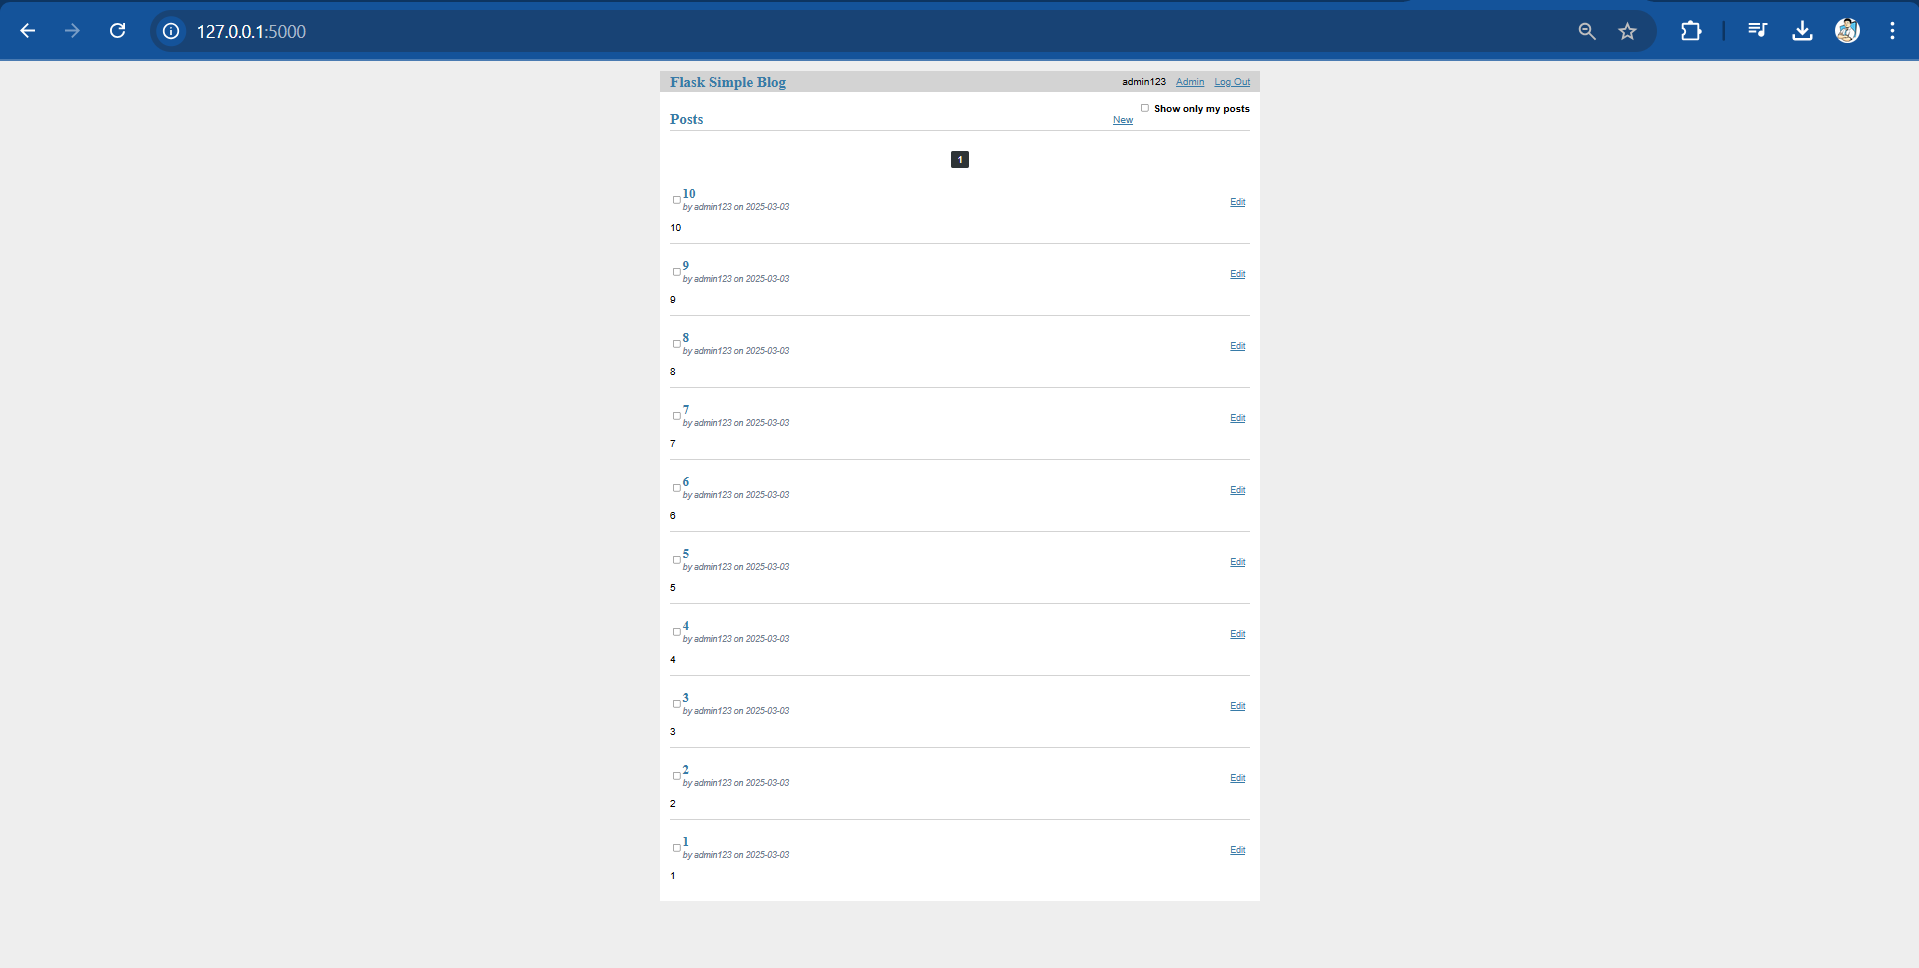 127.0.0.1:5000
Flask Simple Blog admin123 Admin Log Out
Show only my posts
Posts New
1
10
by admin123 on 2025-03-03 Edit
10
9
by admin123 on 2025-03-03 Edit
9
8
by admin123 on 2025-03-03 Edit
8
7
by admin123 on 2025-03-03 Edit
7
6
by admin123 on 2025-03-03 Edit
6
5
by admin123 on 2025-03-03 Edit
5
4
by admin123 on 2025-03-03 Edit
4
3
by admin123 on 2025-03-03 Edit
3
2
by admin123 on 2025-03-03 Edit
2
1
by admin123 on 2025-03-03 Edit
1